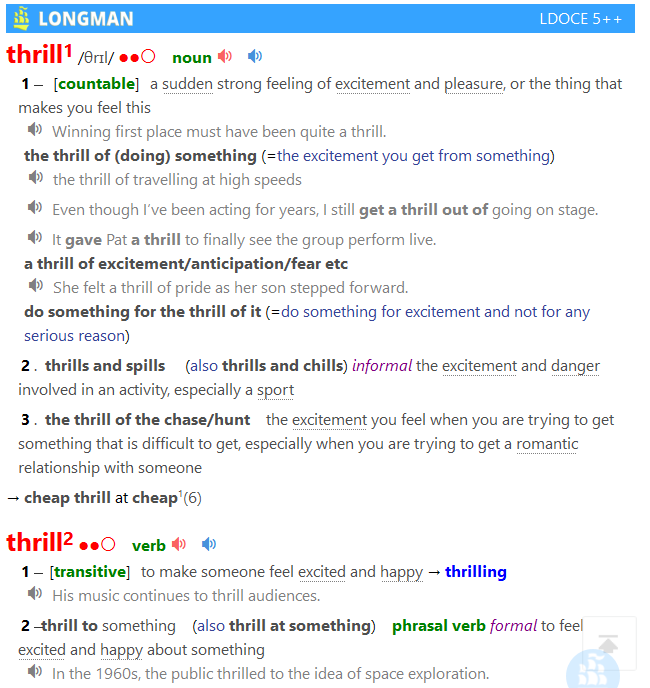 LONGMAN LDOCE 5++
thrill¹ /θrɪl/ ●●○ noun
1 – [countable] a sudden strong feeling of excitement and pleasure, or the thing that
makes you feel this
Winning first place must have been quite a thrill.
the thrill of (doing) something (=the excitement you get from something)
the thrill of travelling at high speeds
Even though I’ve been acting for years, I still get a thrill out of going on stage.
It gave Pat a thrill to finally see the group perform live.
a thrill of excitement/anticipation/fear etc
She felt a thrill of pride as her son stepped forward.
do something for the thrill of it (=do something for excitement and not for any
serious reason)
2 . thrills and spills (also thrills and chills) informal the excitement and danger
involved in an activity, especially a sport
3 . the thrill of the chase/hunt the excitement you feel when you are trying to get
something that is difficult to get, especially when you are trying to get a romantic
relationship with someone
→ cheap thrill at cheap¹(6)
thrill² ●●○ verb
1 – [transitive] to make someone feel excited and happy → thrilling
His music continues to thrill audiences.
2 –thrill to something (also thrill at something) phrasal verb formal to feel
excited and happy about something
In the 1960s, the public thrilled to the idea of space exploration.